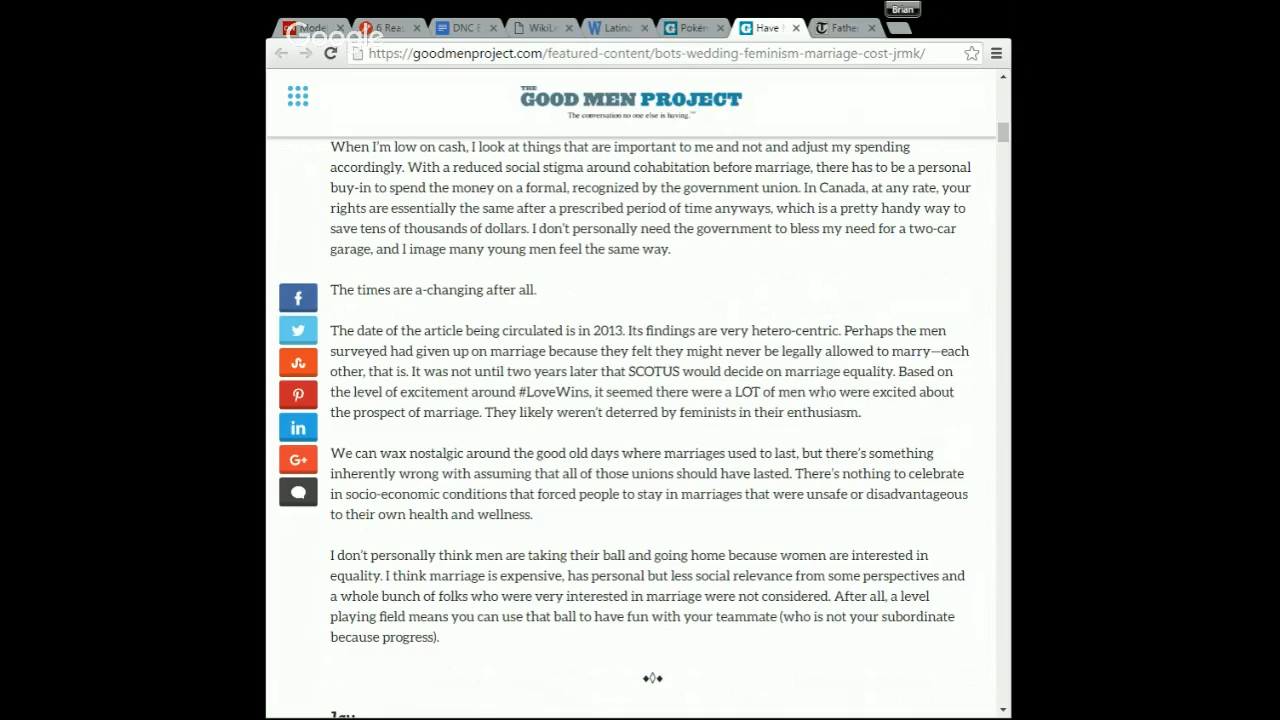 Brian
Mode
6 Rea
DNC E
WikiL
Latino
Pokém
Have
Fathe
Google
https://goodmenproject.com/featured-content/bots-wedding-feminism-marriage-cost-jrmk/
THE
GOOD MEN PROJECT
The conversation no one else is having.™
When I'm low on cash, I look at things that are important to me and not and adjust my spending
accordingly. With a reduced social stigma around cohabitation before marriage, there has to be a personal
buy-in to spend the money on a formal, recognized by the government union. In Canada, at any rate, your
rights are essentially the same after a prescribed period of time anyways, which is a pretty handy way to
save tens of thousands of dollars. I don't personally need the government to bless my need for a two-car
garage, and I image many young men feel the same way.
The times are a-changing after all.
The date of the article being circulated is in 2013. Its findings are very hetero-centric. Perhaps the men
surveyed had given up on marriage because they felt they might never be legally allowed to marry—each
other, that is. It was not until two years later that SCOTUS would decide on marriage equality. Based on
the level of excitement around #LoveWins, it seemed there were a LOT of men who were excited about
the prospect of marriage. They likely weren't deterred by feminists in their enthusiasm.
We can wax nostalgic around the good old days where marriages used to last, but there's something
inherently wrong with assuming that all of those unions should have lasted. There's nothing to celebrate
in socio-economic conditions that forced people to stay in marriages that were unsafe or disadvantageous
to their own health and wellness.
I don't personally think men are taking their ball and going home because women are interested in
equality. I think marriage is expensive, has personal but less social relevance from some perspectives and
a whole bunch of folks who were very interested in marriage were not considered. After all, a level
playing field means you can use that ball to have fun with your teammate (who is not your subordinate
because progress).